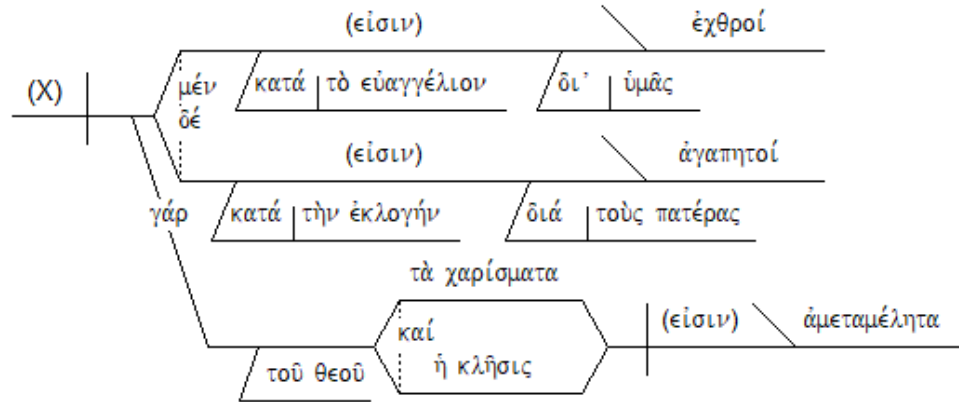 (εἰσιν) ἐχθροί
(X) μέν κατά τὸ εὐαγγέλιον δι' ὑμᾶς
δέ
(εἰσιν) ἀγαπητοί
γάρ κατά τὴν ἐκλογήν διά τοὺς πατέρας
τὰ χαρίσματα
καί (εἰσιν) ἀμεταμέλητα
τοῦ θεοῦ ἡ κλῆσις